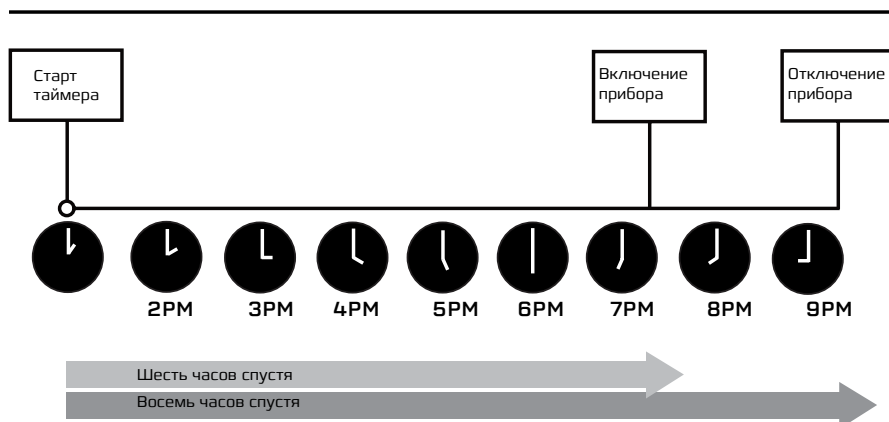 Старт
таймера
Включение
прибора
Отключение
прибора
2PM 3PM 4PM 5PM 6PM 7PM 8PM 9PM
Шесть часов спустя
Восемь часов спустя